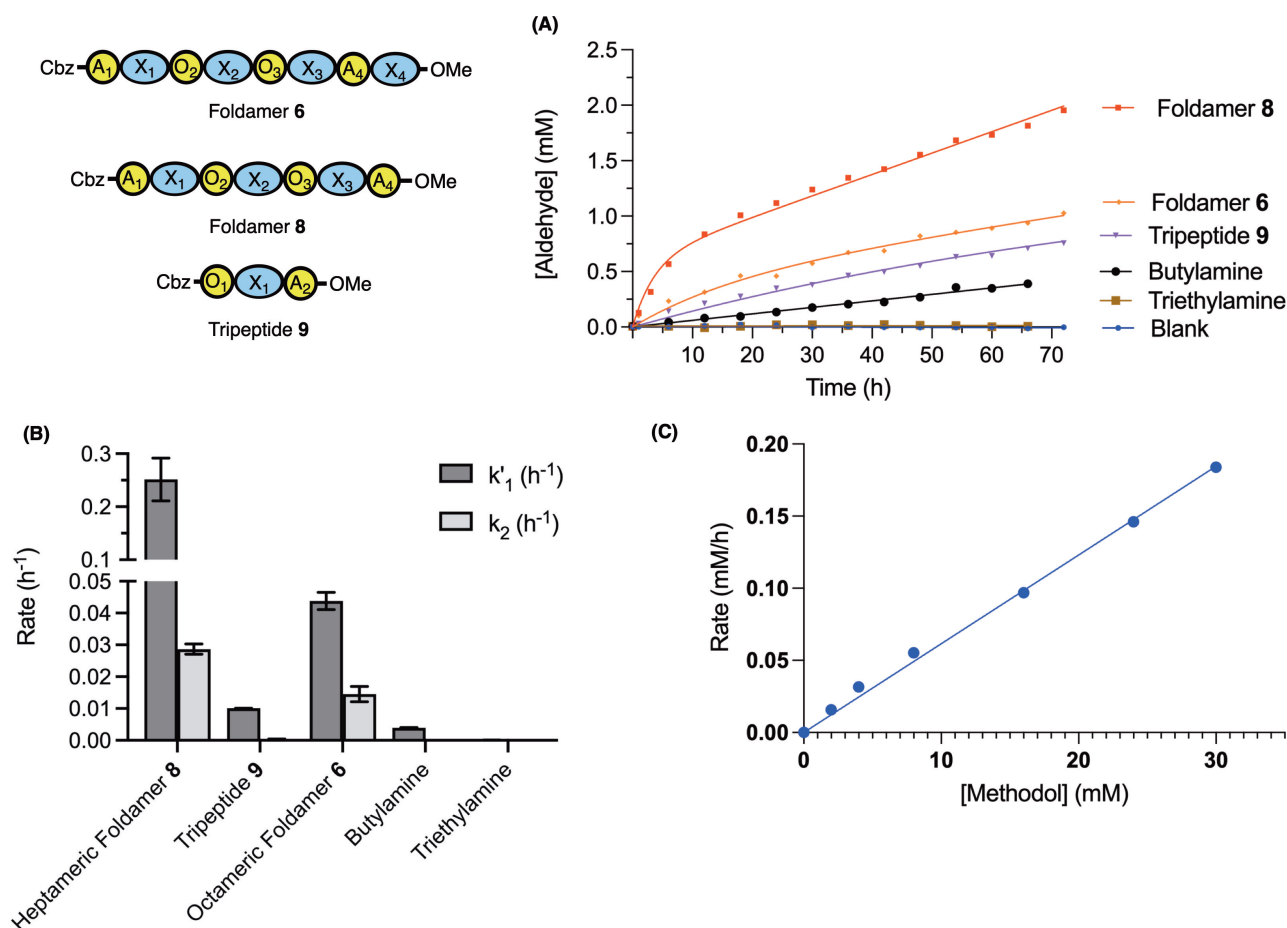 Cbz A₁ X₁ O₂ X₂ O₃ X₃ A₄ X₄ OMe
Foldamer 6
Cbz A₁ X₁ O₂ X₂ O₃ X₃ A₄ OMe
Foldamer 8
Cbz O₁ X₁ A₂ OMe
Tripeptide 9
(A)
[Aldehyde] (mM)
2.5
2.0
1.5
1.0
0.5
0.0
10 20 30 40 50 60 70
Time (h)
Foldamer 8
Foldamer 6
Tripeptide 9
Butylamine
Triethylamine
Blank
(B)
Rate (h⁻¹)
0.3
0.2
0.1
0.05
0.04
0.03
0.02
0.01
0.00
k'₁ (h⁻¹)
k₂ (h⁻¹)
Heptameric Foldamer 8
Tripeptide 9
Octameric Foldamer 6
Butylamine
Triethylamine
(C)
Rate (mM/h)
0.20
0.15
0.10
0.05
0.00
0 10 20 30
[Methodol] (mM)